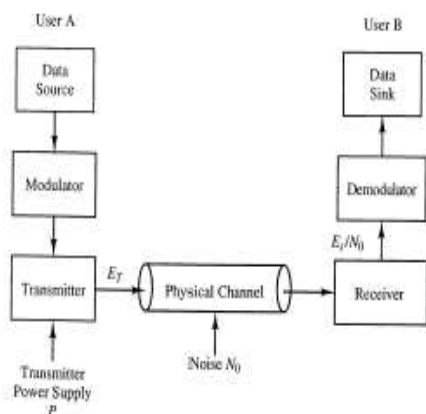 User A
User B
Data
Source
Data
Sink
Modulator
Demodulator
E_r/N_0
Transmitter
E_T
Physical Channel
Receiver
Noise N_0
Transmitter
Power Supply
P